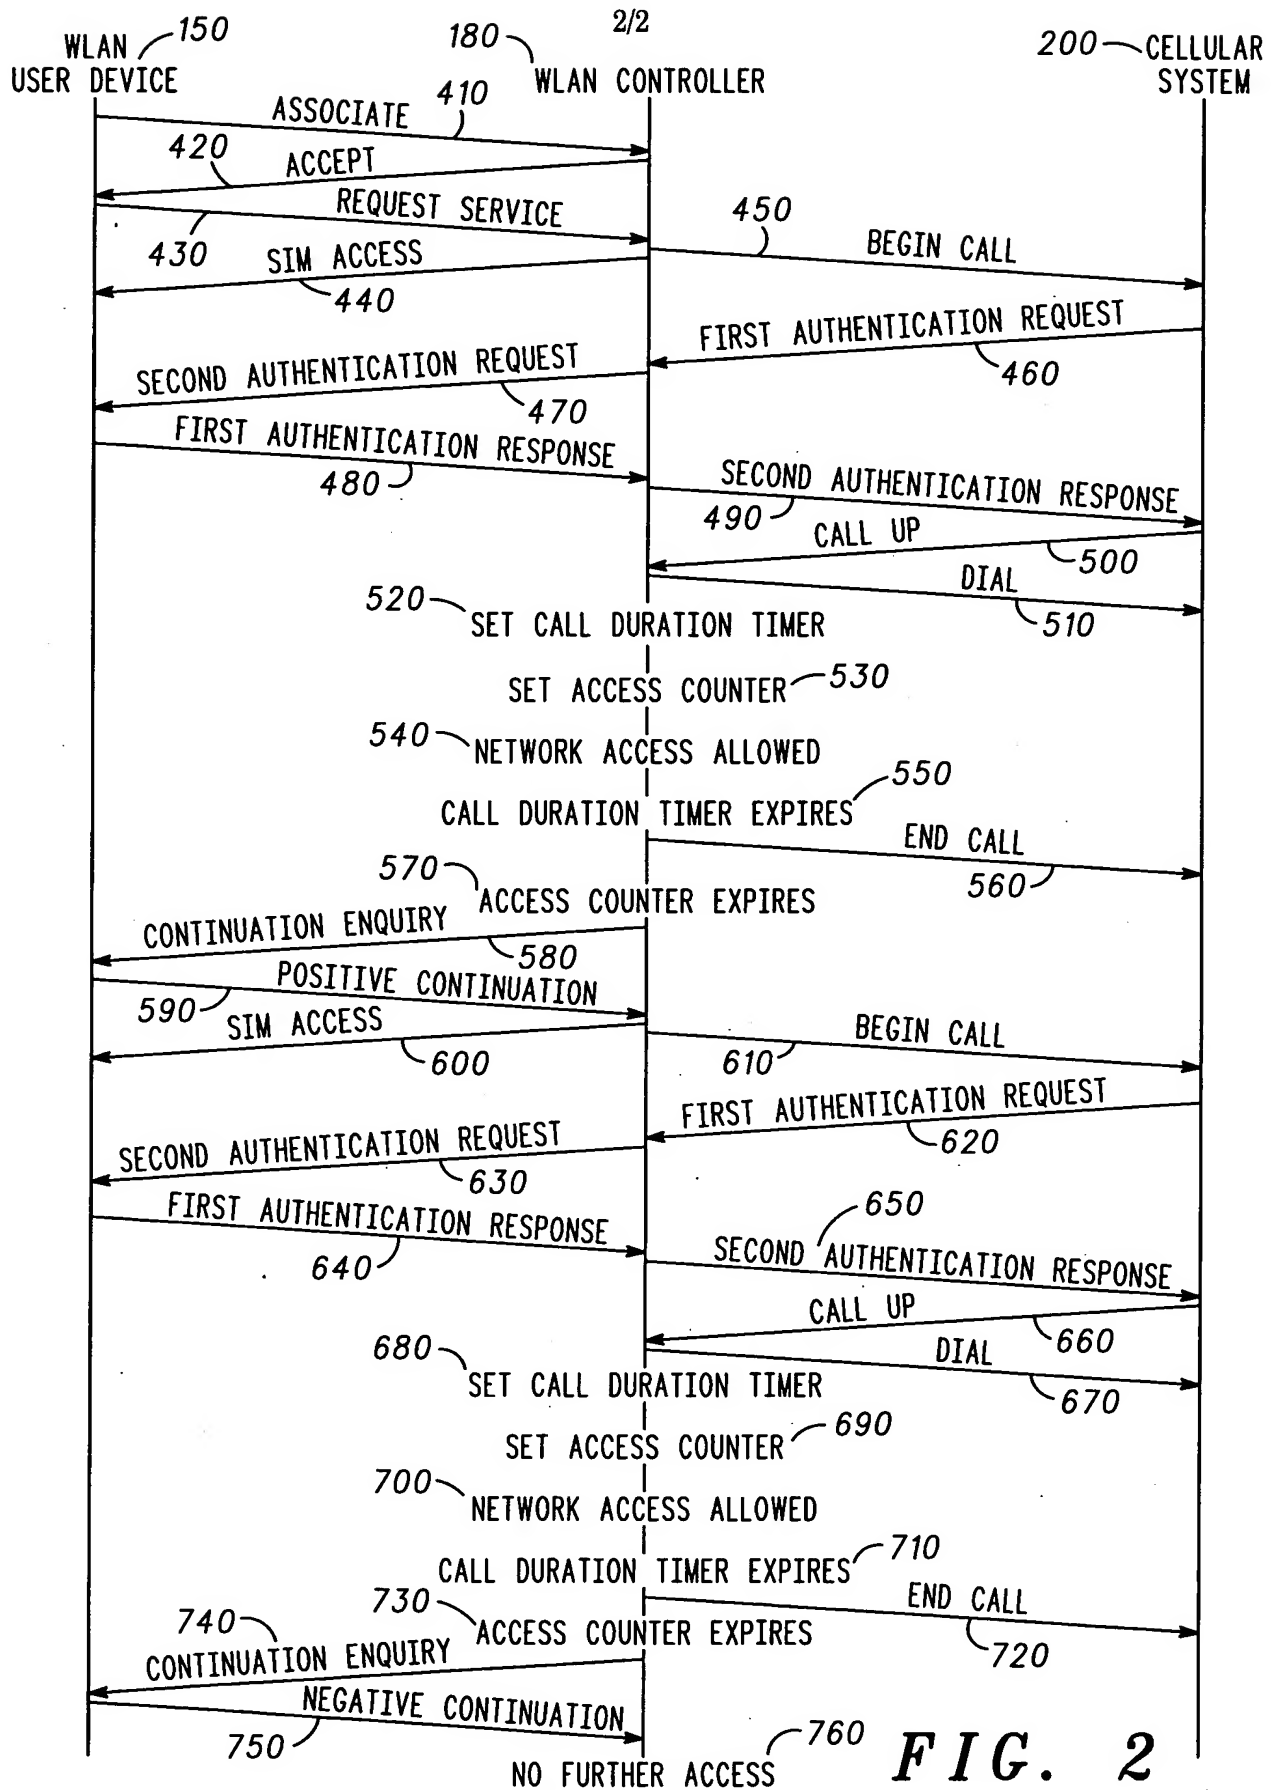 2/2
WLAN USER DEVICE 150
180 WLAN CONTROLLER
200 CELLULAR SYSTEM
ASSOCIATE 410
420 ACCEPT
430 REQUEST SERVICE
450 BEGIN CALL
SIM ACCESS 440
FIRST AUTHENTICATION REQUEST 460
SECOND AUTHENTICATION REQUEST 470
FIRST AUTHENTICATION RESPONSE 480
SECOND AUTHENTICATION RESPONSE 490
CALL UP 500
DIAL 510
520 SET CALL DURATION TIMER
SET ACCESS COUNTER 530
540 NETWORK ACCESS ALLOWED
CALL DURATION TIMER EXPIRES 550
END CALL 560
570 ACCESS COUNTER EXPIRES
CONTINUATION ENQUIRY 580
590 POSITIVE CONTINUATION
SIM ACCESS 600
BEGIN CALL 610
FIRST AUTHENTICATION REQUEST 620
SECOND AUTHENTICATION REQUEST 630
FIRST AUTHENTICATION RESPONSE 640
SECOND AUTHENTICATION RESPONSE 650
CALL UP 660
DIAL 670
680 SET CALL DURATION TIMER
SET ACCESS COUNTER 690
700 NETWORK ACCESS ALLOWED
CALL DURATION TIMER EXPIRES 710
END CALL 720
730 ACCESS COUNTER EXPIRES
740 CONTINUATION ENQUIRY
NEGATIVE CONTINUATION 750
NO FURTHER ACCESS 760
FIG. 2